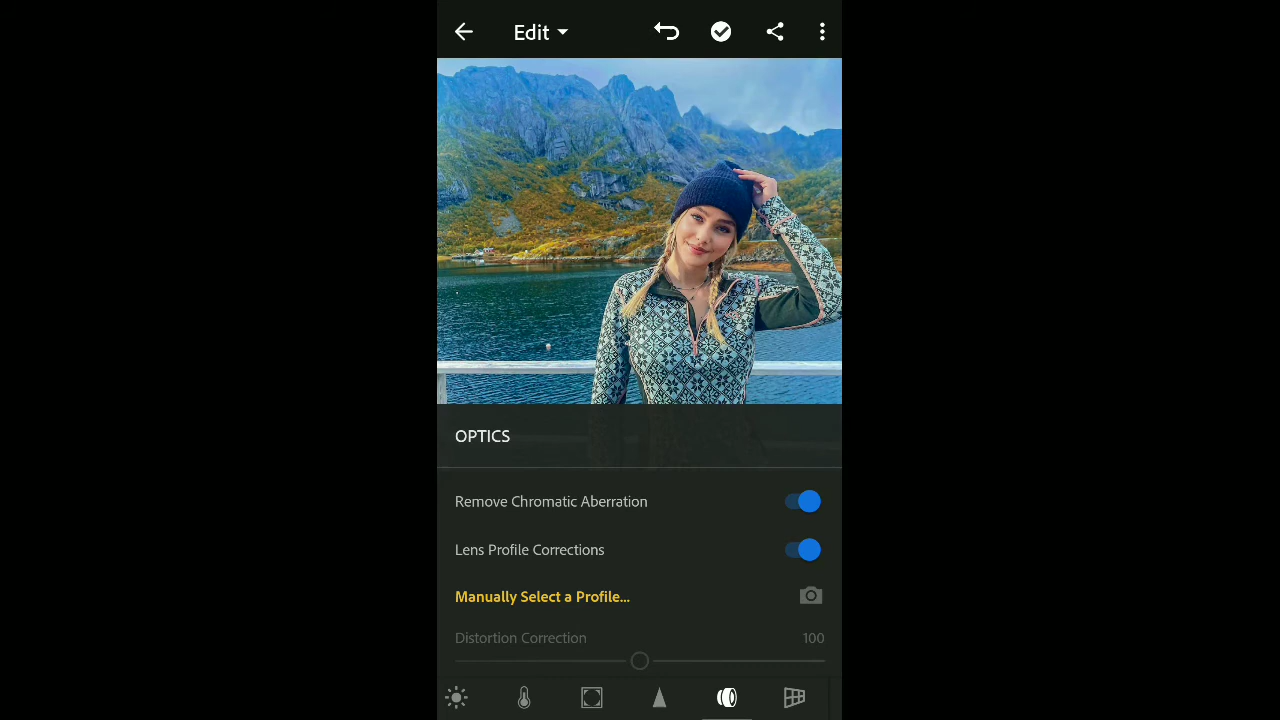 Edit
OPTICS
Remove Chromatic Aberration
Lens Profile Corrections
Manually Select a Profile...
Distortion Correction 100